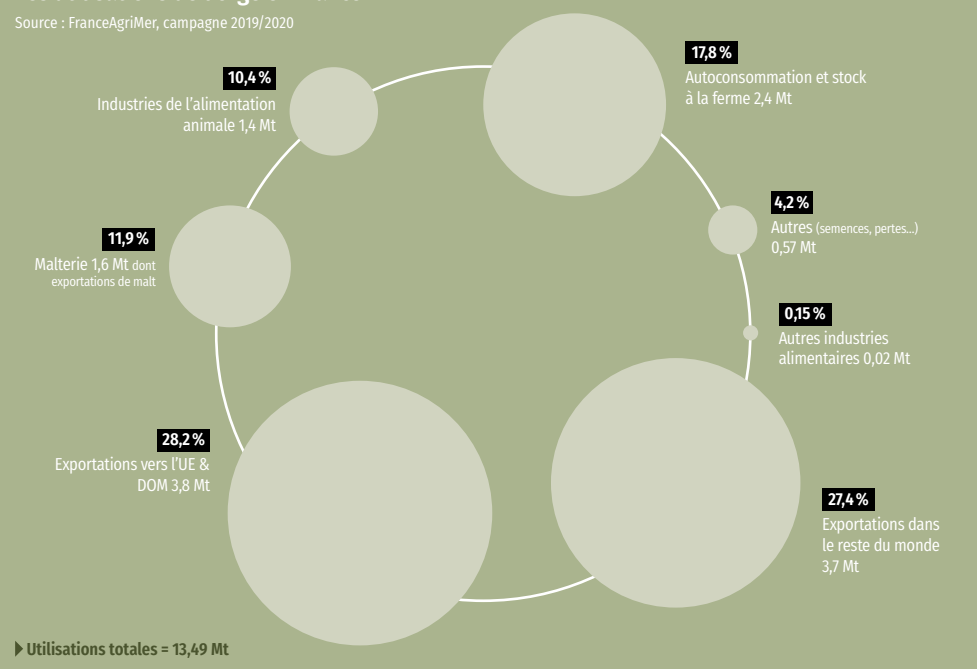 Source : FranceAgriMer, campagne 2019/2020
17,8 %
Autoconsommation et stock
à la ferme 2,4 Mt
10,4 %
Industries de l'alimentation
animale 1,4 Mt
4,2 %
Autres (semences, pertes...)
0,57 Mt
11,9 %
Malterie 1,6 Mt dont
exportations de malt
0,15 %
Autres industries
alimentaires 0,02 Mt
28,2 %
Exportations vers l'UE &
DOM 3,8 Mt
27,4 %
Exportations dans
le reste du monde
3,7 Mt
Utilisations totales = 13,49 Mt